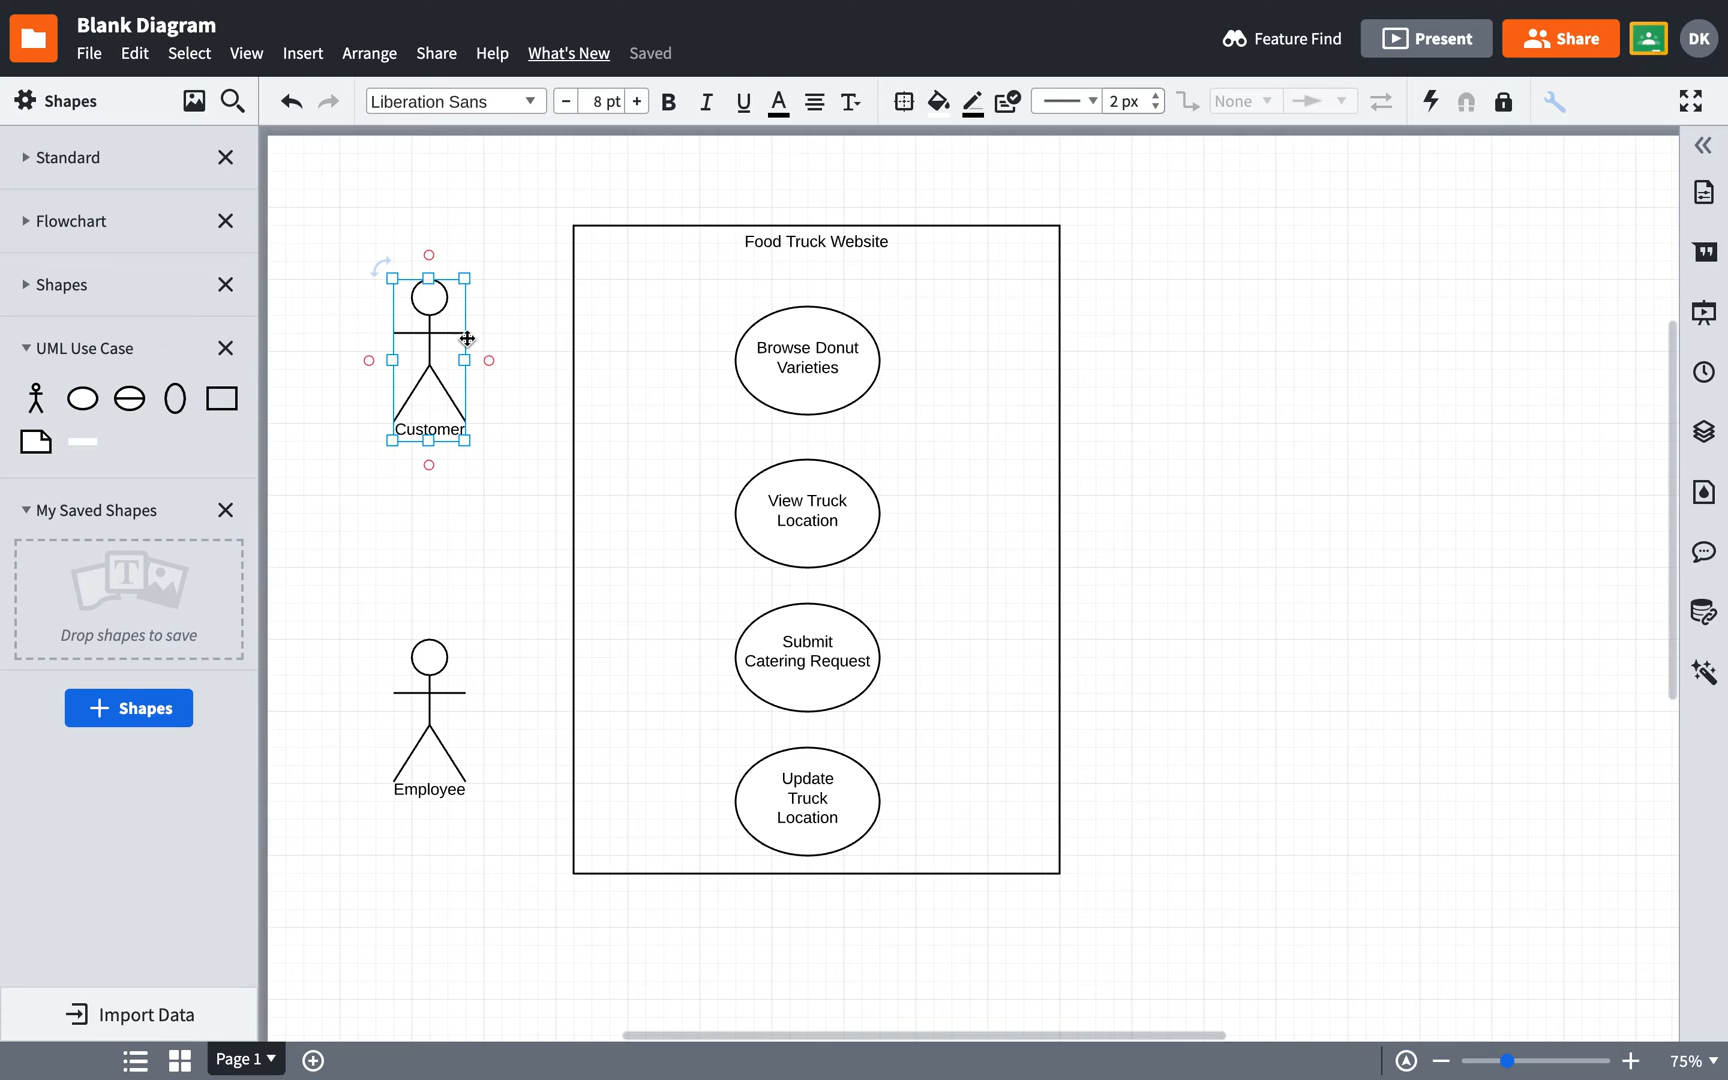 Blank Diagram
File Edit Select View Insert Arrange Share Help What's New Saved
Feature Find
Present
Share
DK
Shapes
Liberation Sans
− 8 pt +
B I U A T
2 px
None
Standard
Flowchart
Shapes
UML Use Case
My Saved Shapes
T
Drop shapes to save
+ Shapes
Import Data
Customer
Employee
Food Truck Website
Browse Donut
Varieties
View Truck
Location
Submit
Catering Request
Update
Truck
Location
Page 1
75%